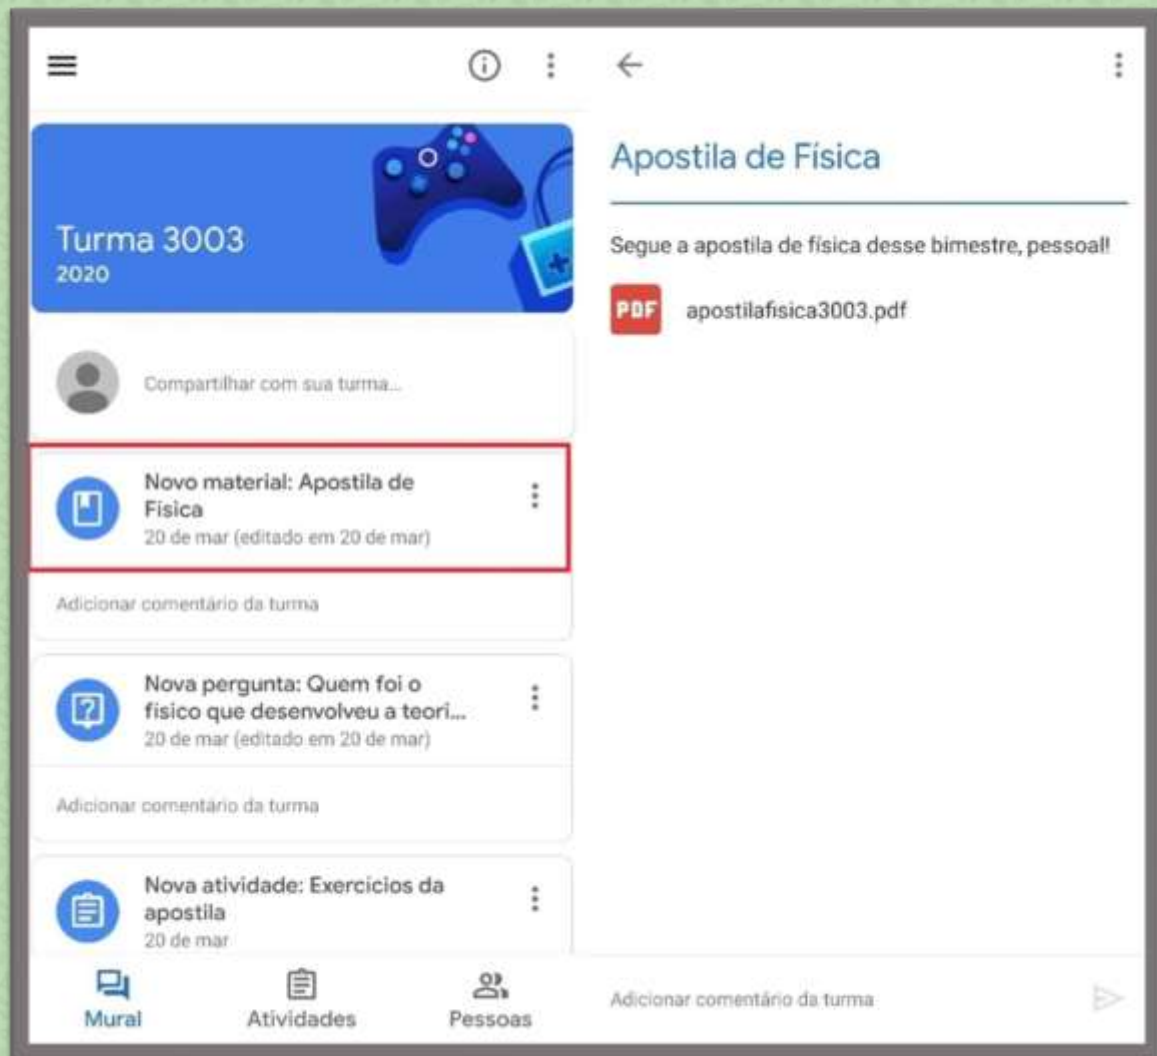 Turma 3003
2020
Compartilhar com sua turma...
Novo material: Apostila de
Física
20 de mar (editado em 20 de mar)
Adicionar comentário da turma
Nova pergunta: Quem foi o
físico que desenvolveu a teori...
20 de mar (editado em 20 de mar)
Adicionar comentário da turma
Nova atividade: Exercícios da
apostila
20 de mar
Mural
Atividades
Pessoas
Apostila de Física
Segue a apostila de física desse bimestre, pessoal!
PDF apostilafisica3003.pdf
Adicionar comentário da turma